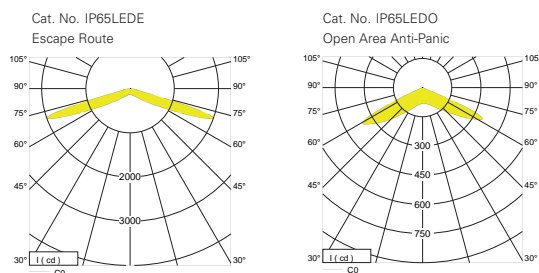 Cat. No. IP65LEDE
Escape Route
105° 105°
90° 90°
75° 75°
60° 60°
2000
45° 45°
3000
30° 30°
I ( cd )
C0
Cat. No. IP65LEDO
Open Area Anti-Panic
105° 105°
90° 90°
75° 75°
60° 60°
300
450
45° 45°
600
750
30° 30°
I ( cd )
C0